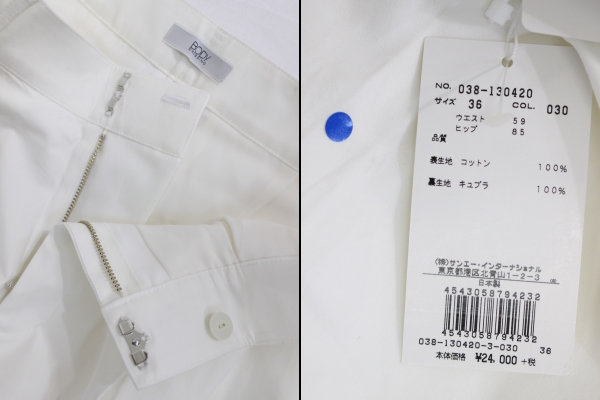 BODY
NO. 038-130420
サイズ 36 COL. 030
ウエスト 59
ヒップ 85
品質
表生地 コットン 100%
裏生地 キュプラ 100%
(株)サンエー・インターナショナル
東京都港区北青山1-2-3
日本製
4543058794232
4543058794232
038-130420-3-030 36
本体価格 ¥24,000 +税